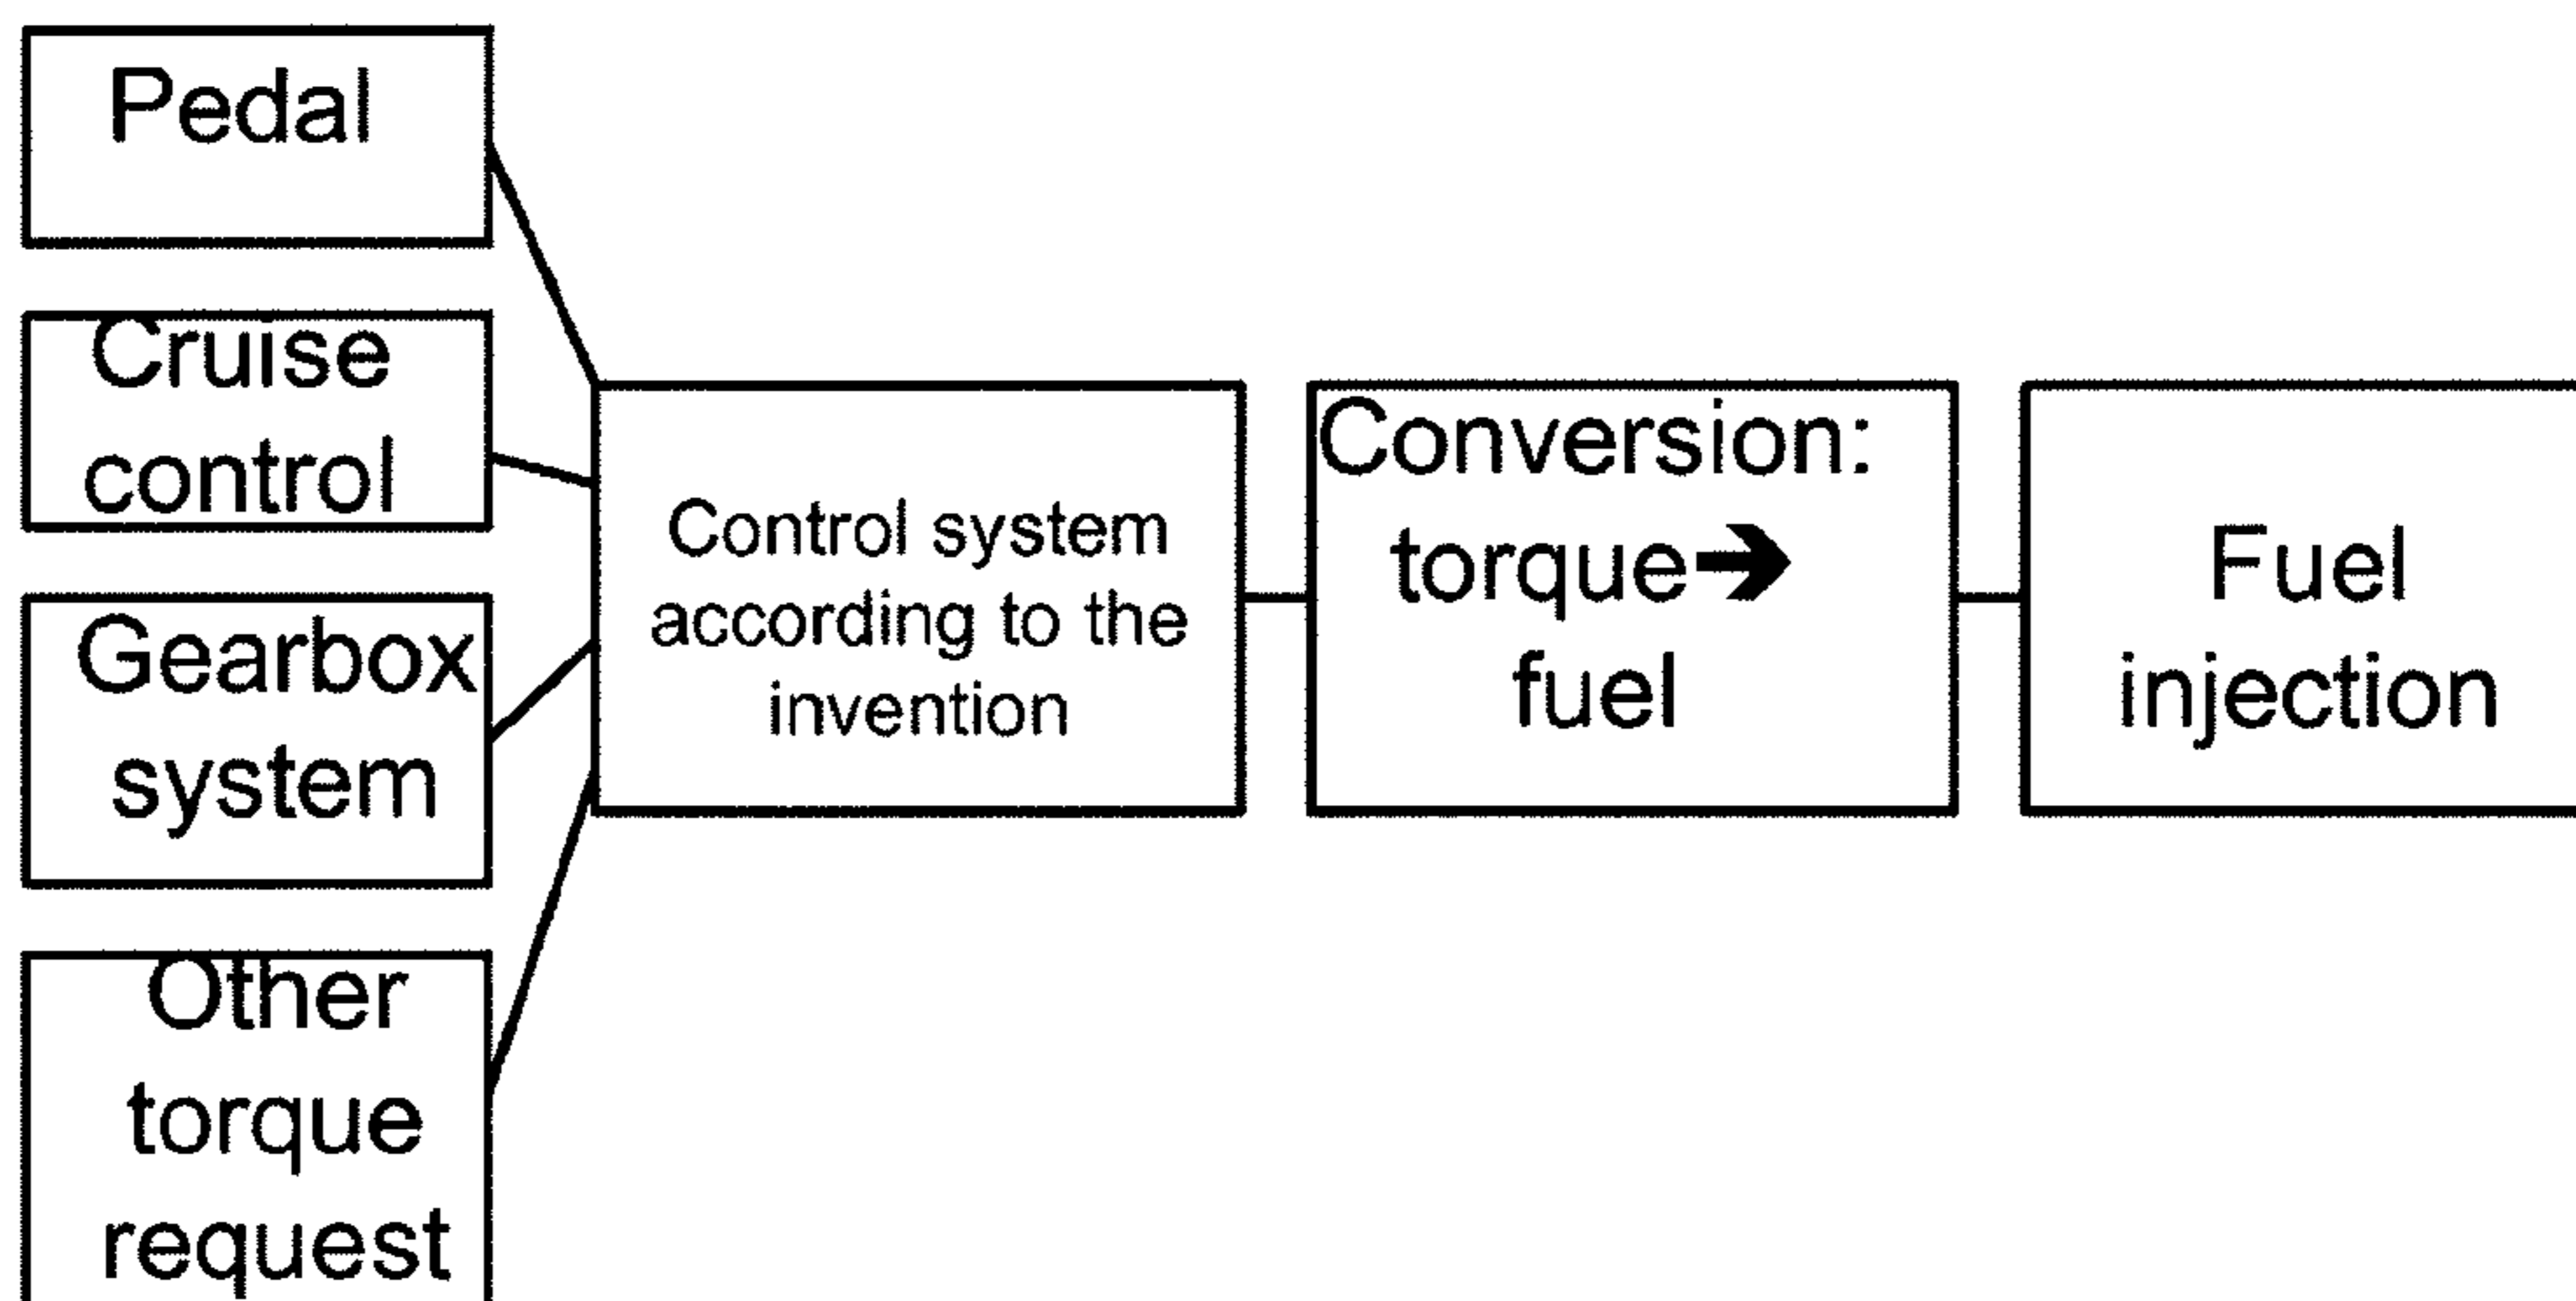 Pedal
Cruise
control
Gearbox
system
Other
torque
request
Control system
according to the
invention
Conversion:
torque➔
fuel
Fuel
injection